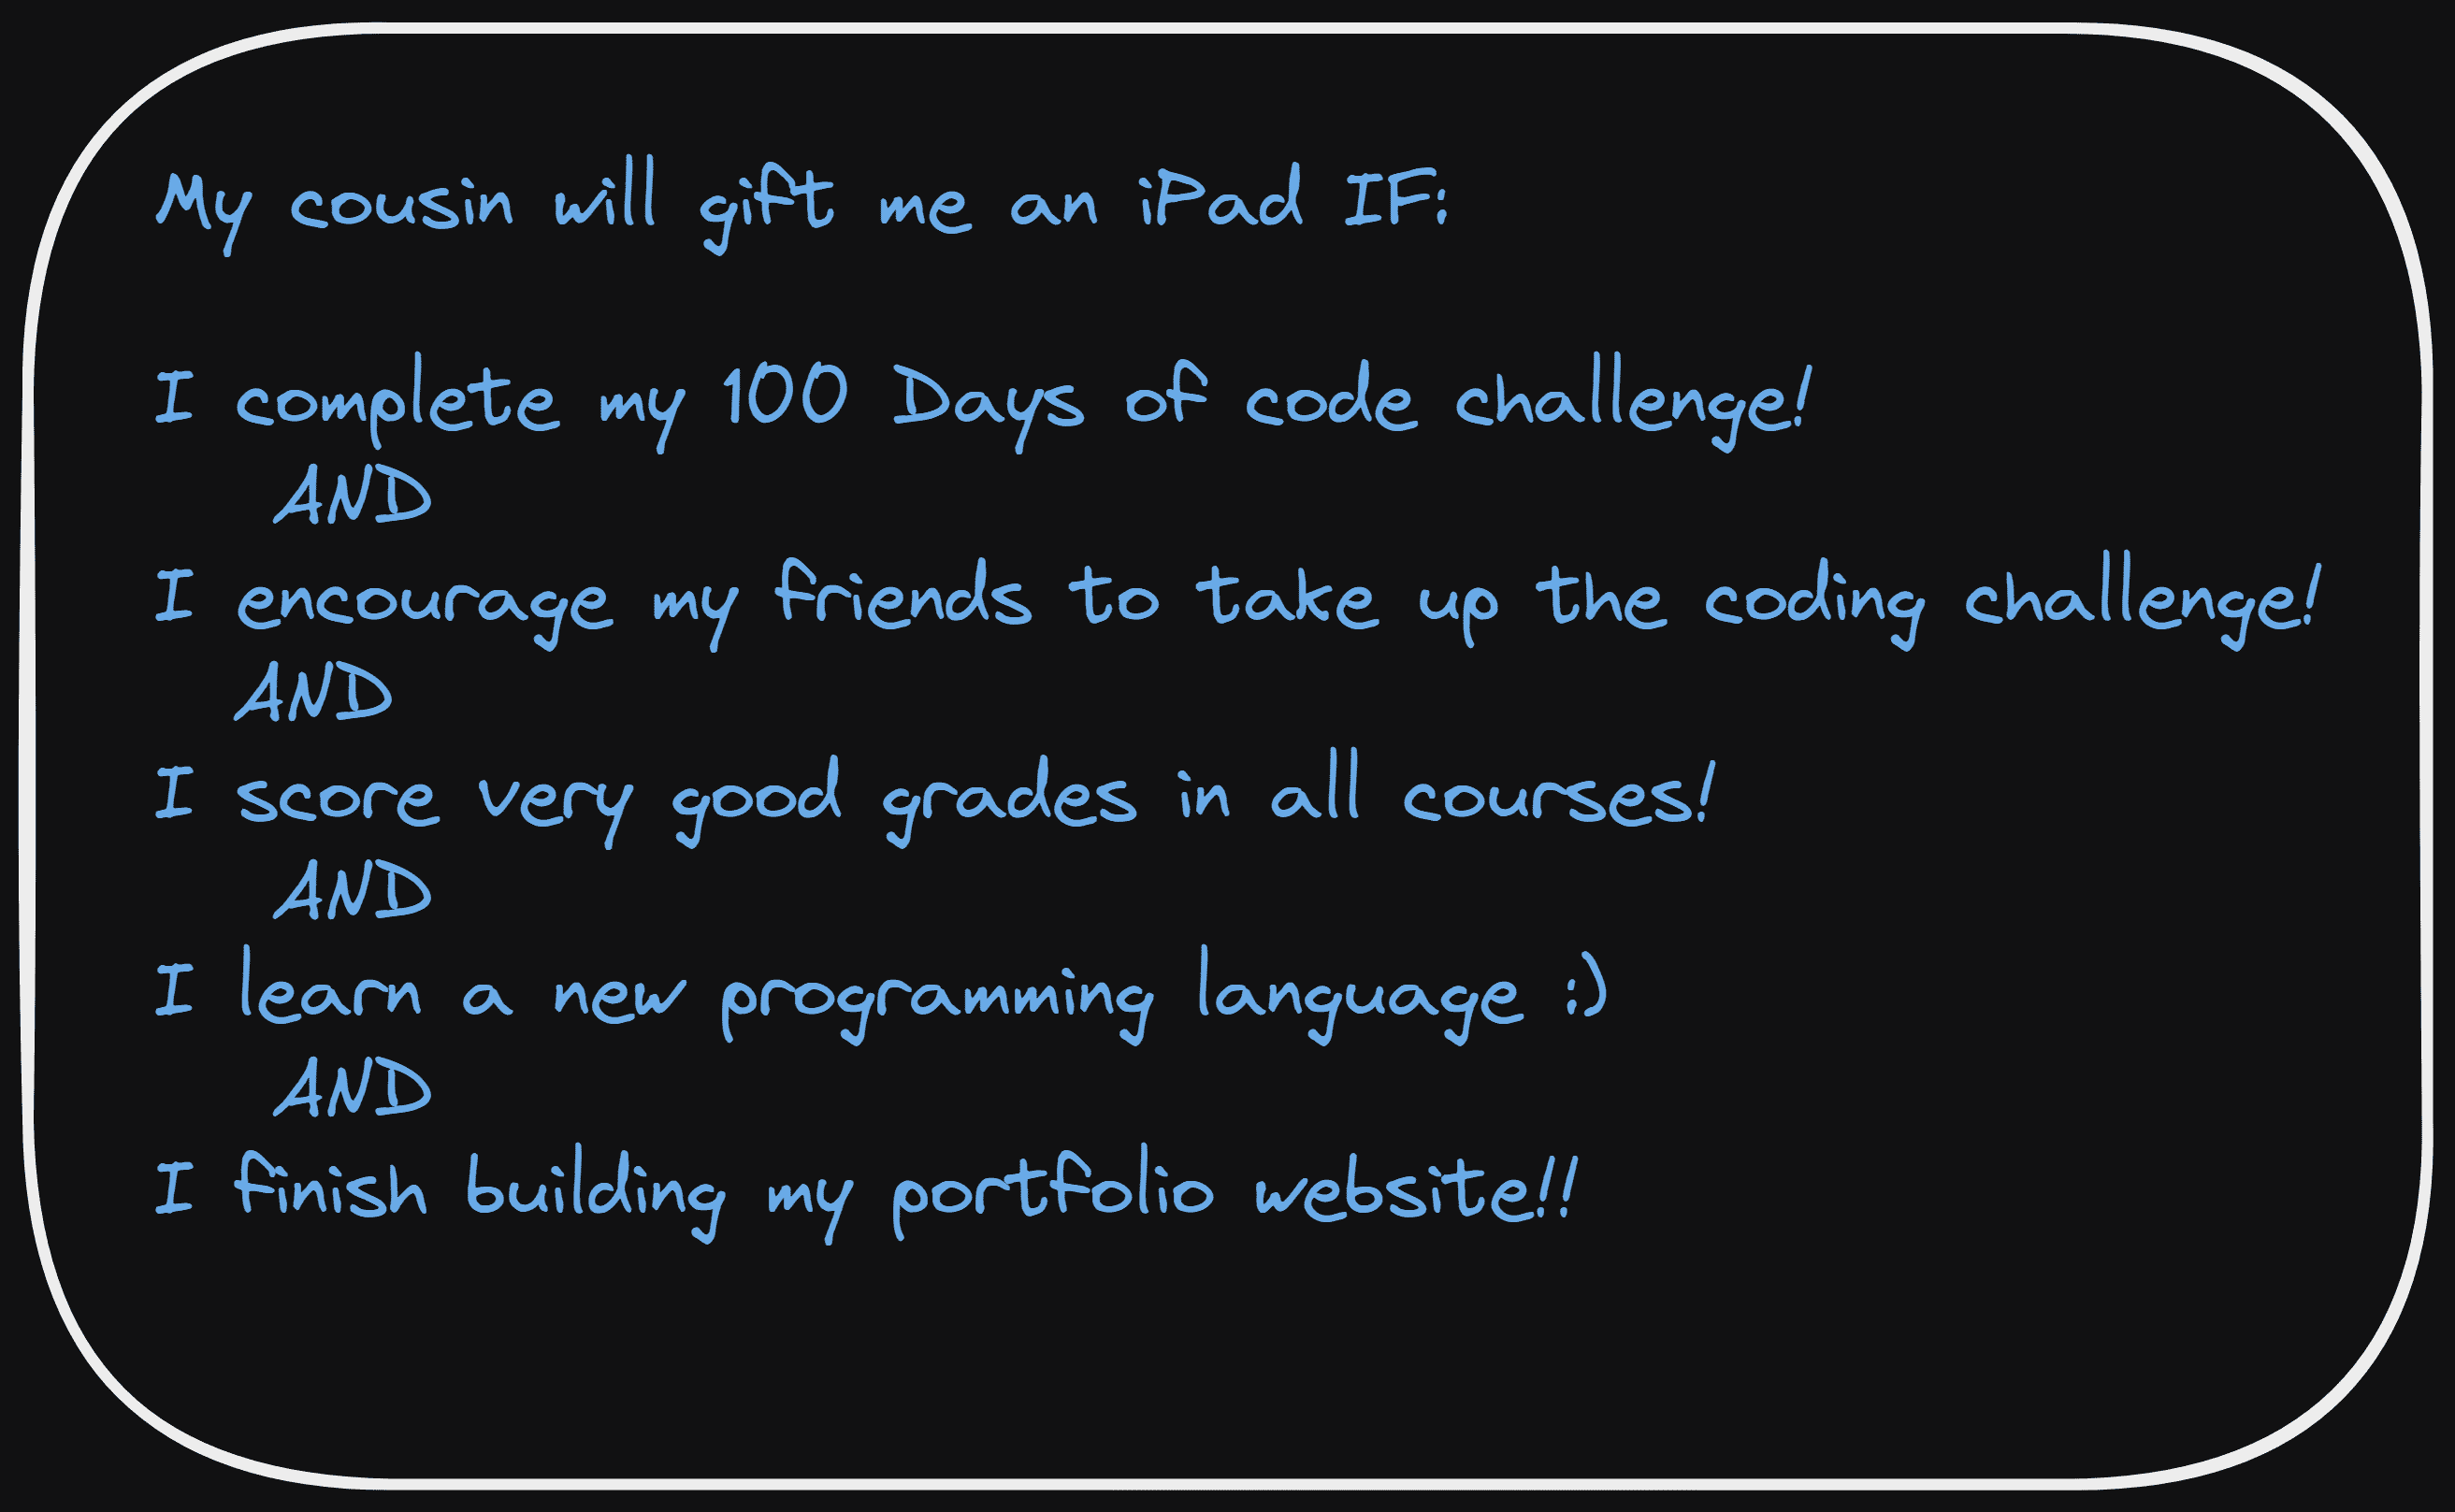 My cousin will gift me an iPad IF:
I complete my 100 Days of code challenge!
AND
I encourage my friends to take up the coding challenge!
AND
I score very good grades in all courses!
AND
I learn a new programming language :)
AND
I finish building my portfolio website!!